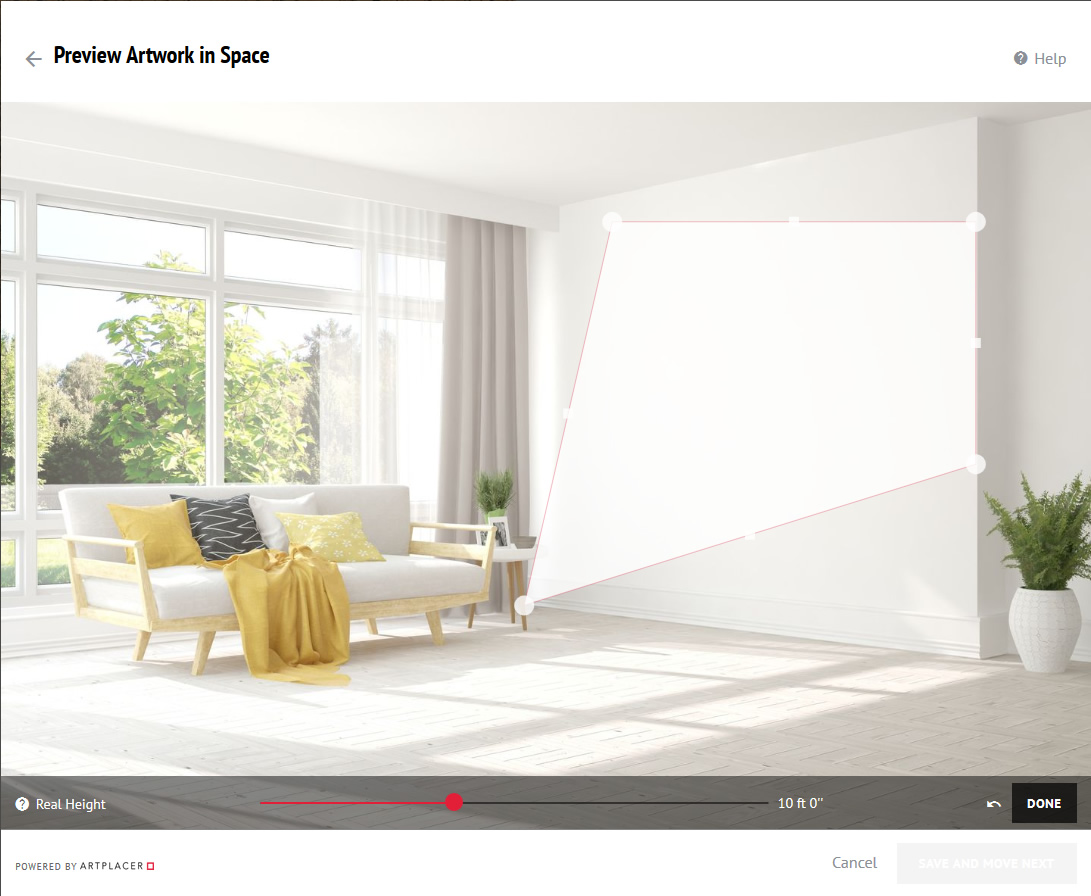 Preview Artwork in Space
Help
Real Height
10 ft 0"
DONE
POWERED BY ARTPLACER
Cancel
SAVE AND MOVE NEXT